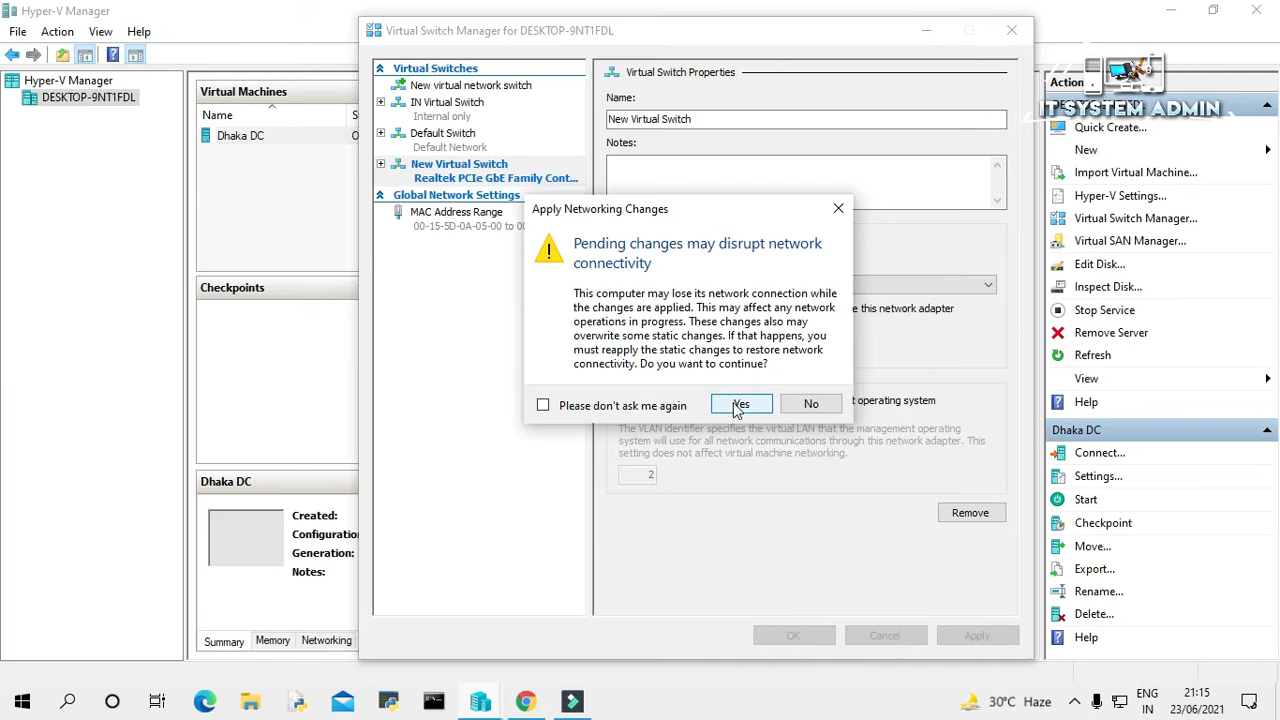 Hyper-V Manager
File Action View Help
Hyper-V Manager
DESKTOP-9NT1FDL
Virtual Machines
Name
Dhaka DC
Checkpoints
Dhaka DC
Created:
Configuration
Generation:
Notes:
Summary Memory Networking
Virtual Switch Manager for DESKTOP-9NT1FDL
Virtual Switches
New virtual network switch
IN Virtual Switch
Internal only
Default Switch
Default Network
New Virtual Switch
Realtek PCIe GbE Family Cont...
Global Network Settings
MAC Address Range
00-15-5D-0A-05-00 to
Virtual Switch Properties
Name:
New Virtual Switch
Notes:
this network adapter
operating system
The VLAN identifier specifies the virtual LAN that the management operating
system will use for all network communications through this network adapter. This
setting does not affect virtual machine networking.
2
Remove
OK Cancel Apply
Apply Networking Changes
Pending changes may disrupt network
connectivity
This computer may lose its network connection while
the changes are applied. This may affect any network
operations in progress. These changes also may
overwrite some static changes. If that happens, you
must reapply the static changes to restore network
connectivity. Do you want to continue?
Please don't ask me again
Yes No
IT SYSTEM ADMIN
Quick Create...
New
Import Virtual Machine...
Hyper-V Settings...
Virtual Switch Manager...
Virtual SAN Manager...
Edit Disk...
Inspect Disk...
Stop Service
Remove Server
Refresh
View
Help
Dhaka DC
Connect...
Settings...
Start
Checkpoint
Move...
Export...
Rename...
Delete...
Help
30°C Haze
ENG
IN
21:15
23/06/2021